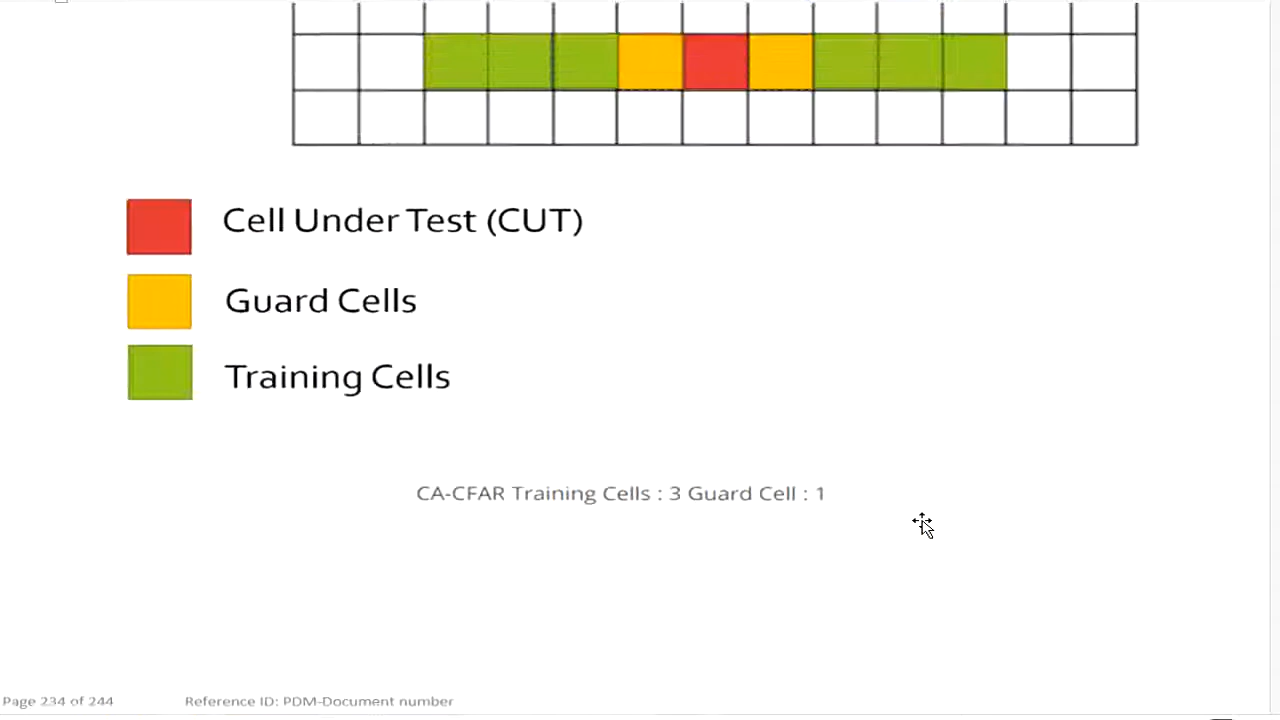 Cell Under Test (CUT)
Guard Cells
Training Cells
CA-CFAR Training Cells : 3 Guard Cell : 1
Page 234 of 244 Reference ID: PDM-Document number